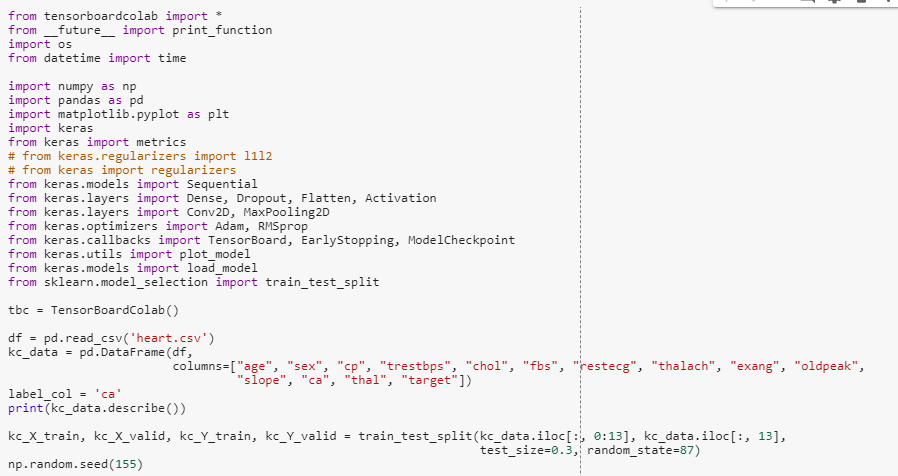 from tensorboardcolab import *
from __future__ import print_function
import os
from datetime import time
import numpy as np
import pandas as pd
import matplotlib.pyplot as plt
import keras
from keras import metrics
# from keras.regularizers import l1l2
# from keras import regularizers
from keras.models import Sequential
from keras.layers import Dense, Dropout, Flatten, Activation
from keras.layers import Conv2D, MaxPooling2D
from keras.optimizers import Adam, RMSprop
from keras.callbacks import TensorBoard, EarlyStopping, ModelCheckpoint
from keras.utils import plot_model
from keras.models import load_model
from sklearn.model_selection import train_test_split
tbc = TensorBoardColab()
df = pd.read_csv('heart.csv')
kc_data = pd.DataFrame(df,
columns=["age", "sex", "cp", "trestbps", "chol", "fbs", "restecg", "thalach", "exang", "oldpeak",
"slope", "ca", "thal", "target"])
label_col = 'ca'
print(kc_data.describe())
kc_X_train, kc_X_valid, kc_Y_train, kc_Y_valid = train_test_split(kc_data.iloc[:, 0:13], kc_data.iloc[:, 13],
test_size=0.3, random_state=87)
np.random.seed(155)